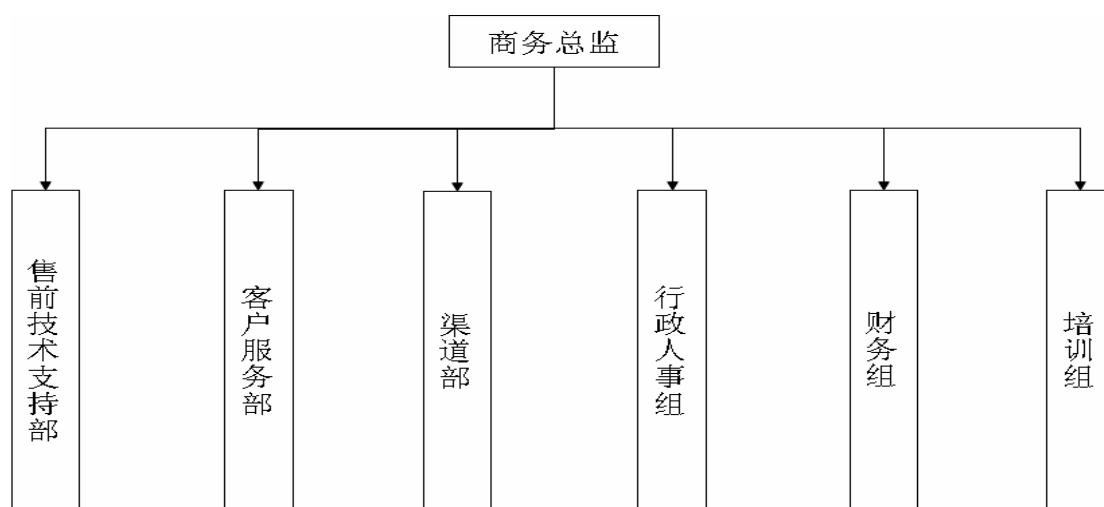 商务总监
售前技术支持部
客户服务部
渠道部
行政人事组
财务组
培训组